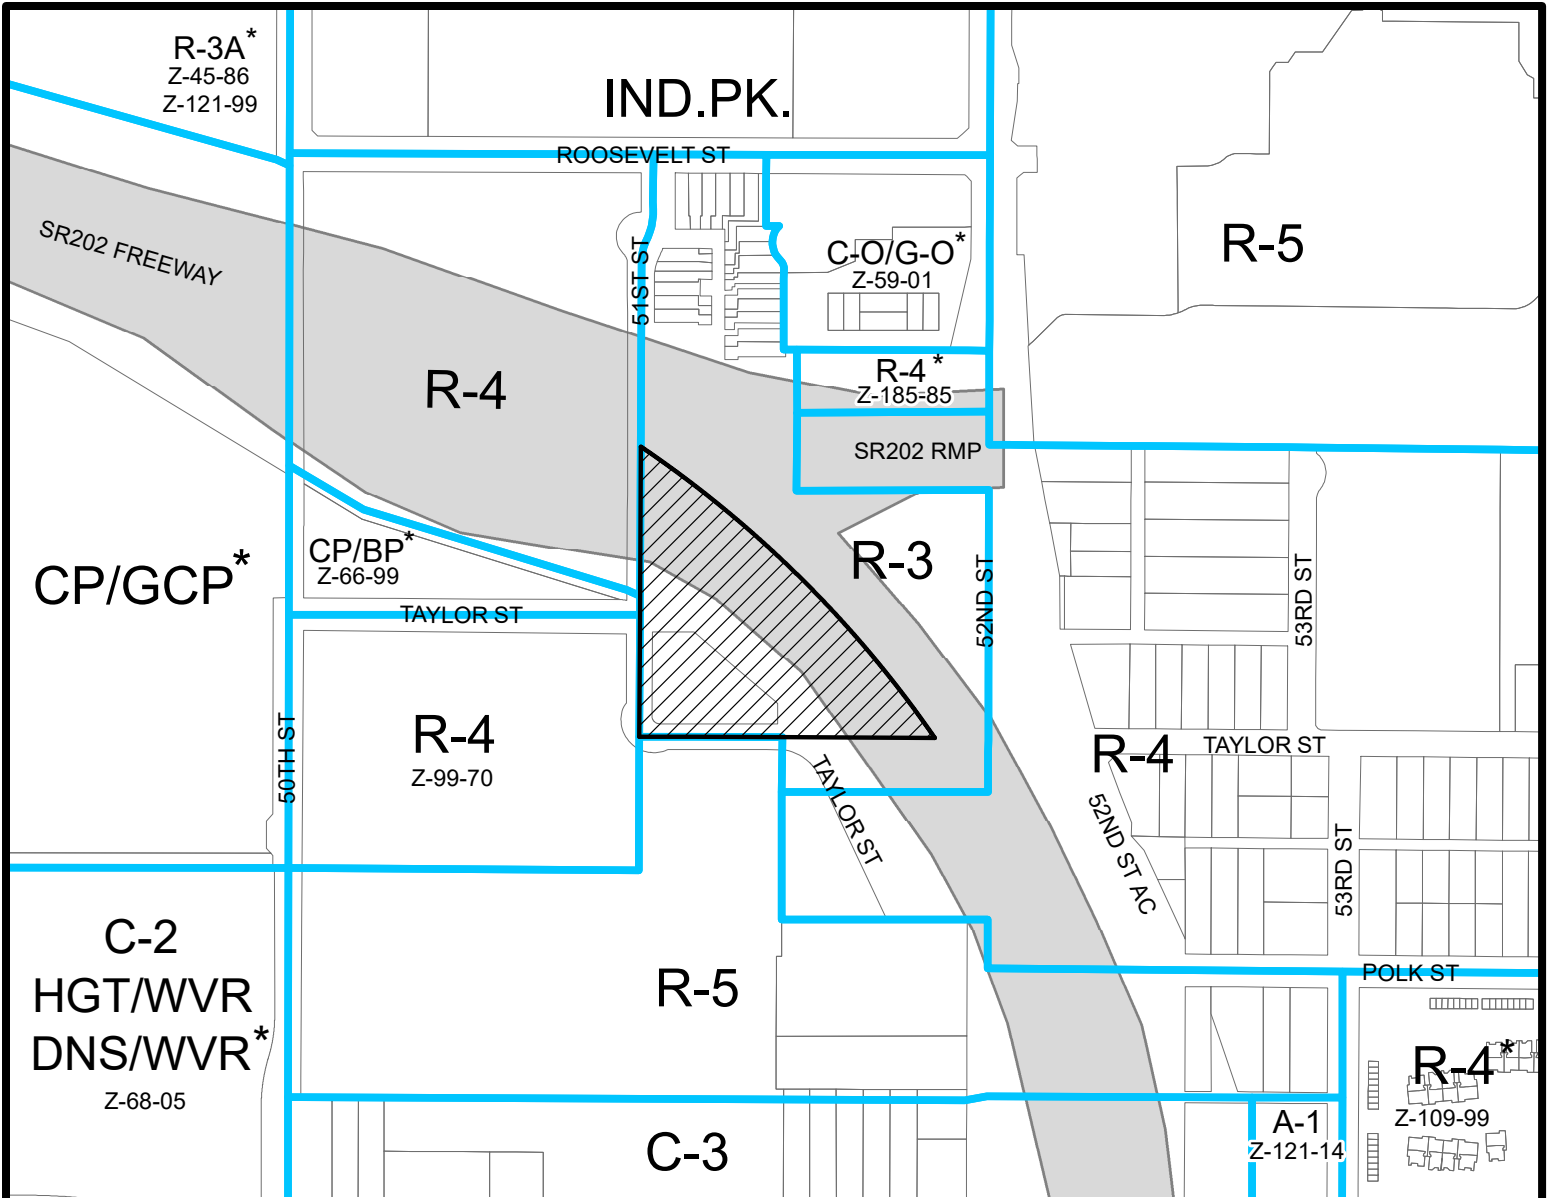 R-3A*
Z-45-86
Z-121-99
IND.PK.
ROOSEVELT ST
SR202 FREEWAY
51ST ST
C-O/G-O*
Z-59-01
R-5
R-4
R-4*
Z-185-85
SR202 RMP
CP/GCP*
CP/BP*
Z-66-99
TAYLOR ST
R-3
52ND ST
53RD ST
50TH ST
R-4
Z-99-70
TAYLOR ST
R-4
TAYLOR ST
52ND ST AC
53RD ST
C-2
HGT/WVR
DNS/WVR*
Z-68-05
R-5
POLK ST
R-4*
Z-109-99
A-1
Z-121-14
C-3